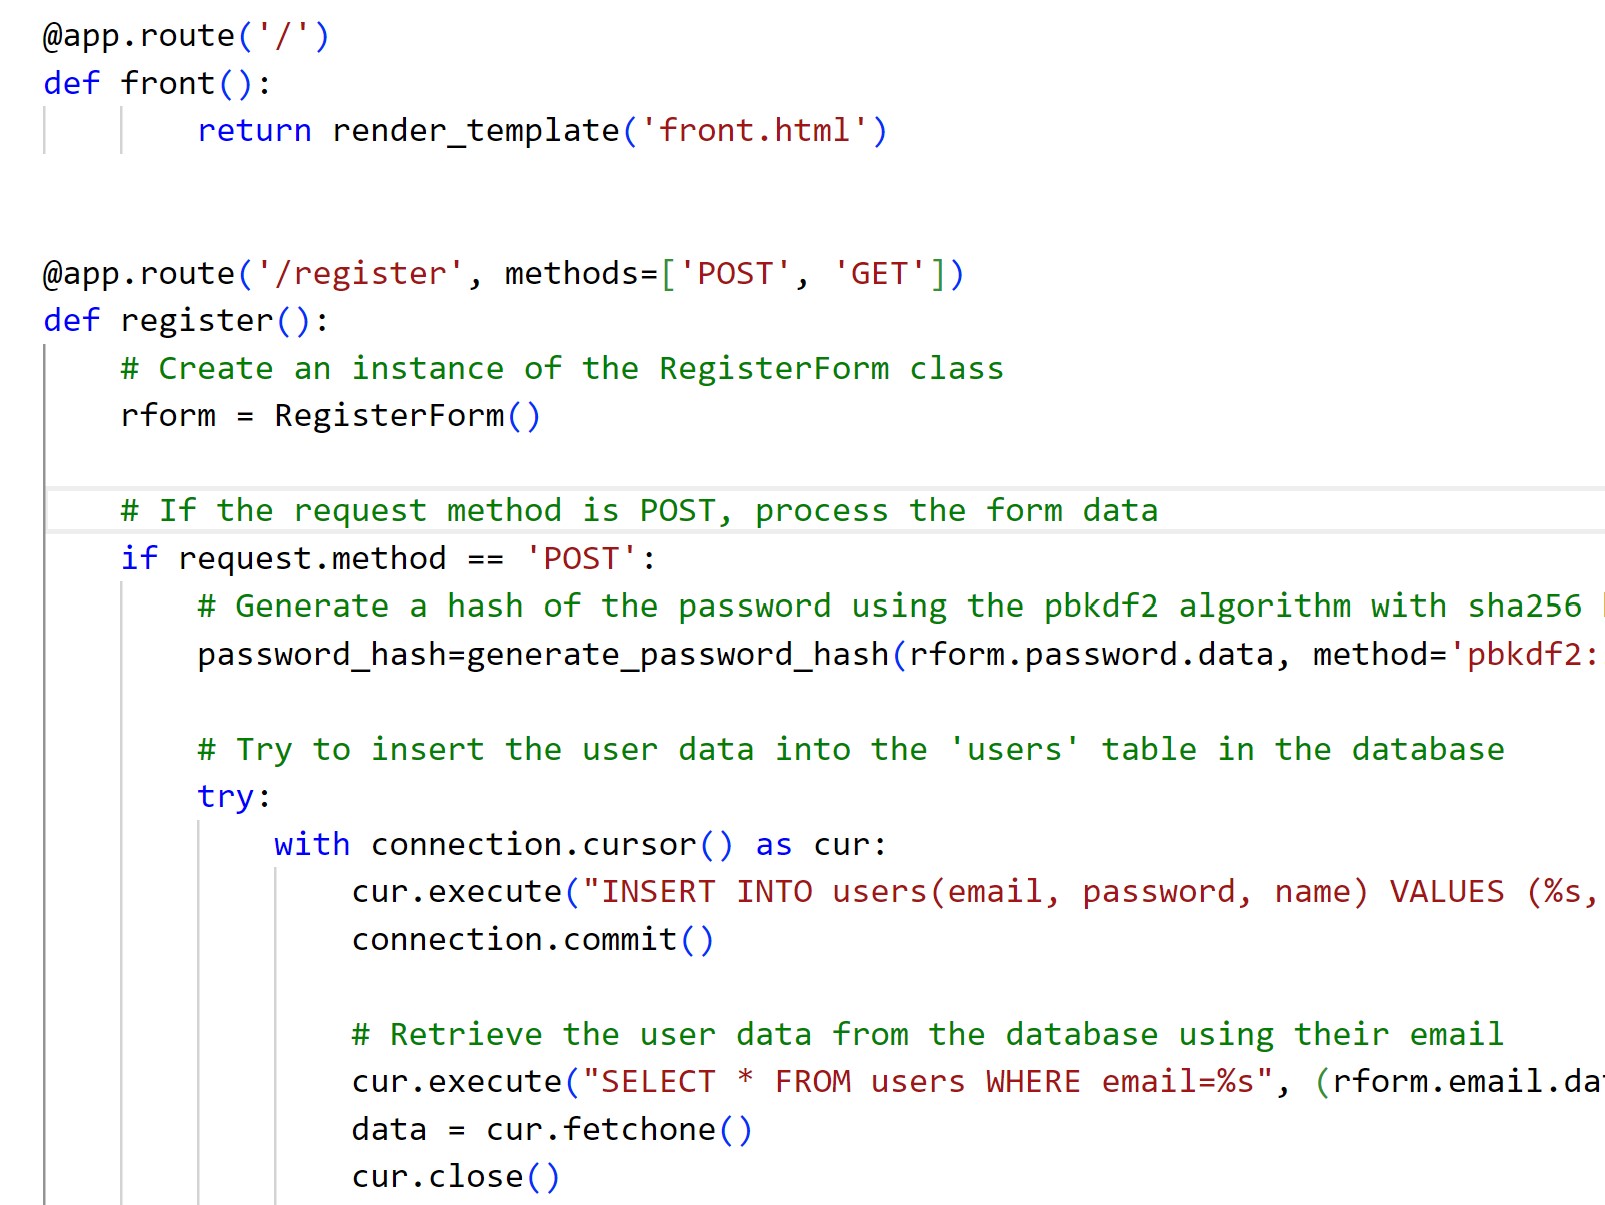 @app.route('/')
def front():
        return render_template('front.html')
@app.route('/register', methods=['POST', 'GET'])
def register():
    # Create an instance of the RegisterForm class
    rform = RegisterForm()
    # If the request method is POST, process the form data
    if request.method == 'POST':
        # Generate a hash of the password using the pbkdf2 algorithm with sha256
        password_hash=generate_password_hash(rform.password.data, method='pbkdf2:
        # Try to insert the user data into the 'users' table in the database
        try:
            with connection.cursor() as cur:
                cur.execute("INSERT INTO users(email, password, name) VALUES (%s,
                connection.commit()
                # Retrieve the user data from the database using their email
                cur.execute("SELECT * FROM users WHERE email=%s", (rform.email.da
                data = cur.fetchone()
                cur.close()